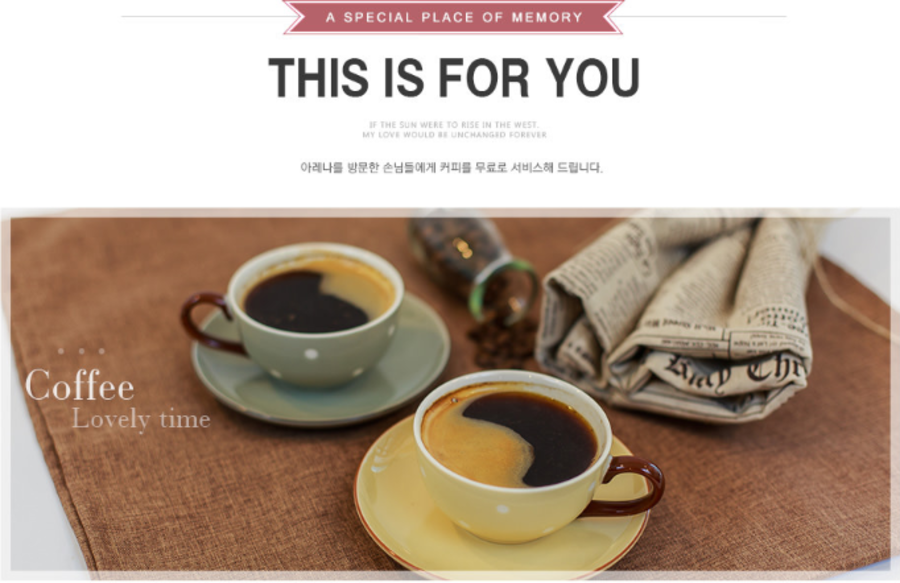 A SPECIAL PLACE OF MEMORY
THIS IS FOR YOU
IF THE SUN WERE TO RISE IN THE WEST.
MY LOVE WOULD BE UNCHANGED FOREVER
아레나를 방문한 손님들에게 커피를 무료로 서비스해 드립니다.
Coffee
Lovely time